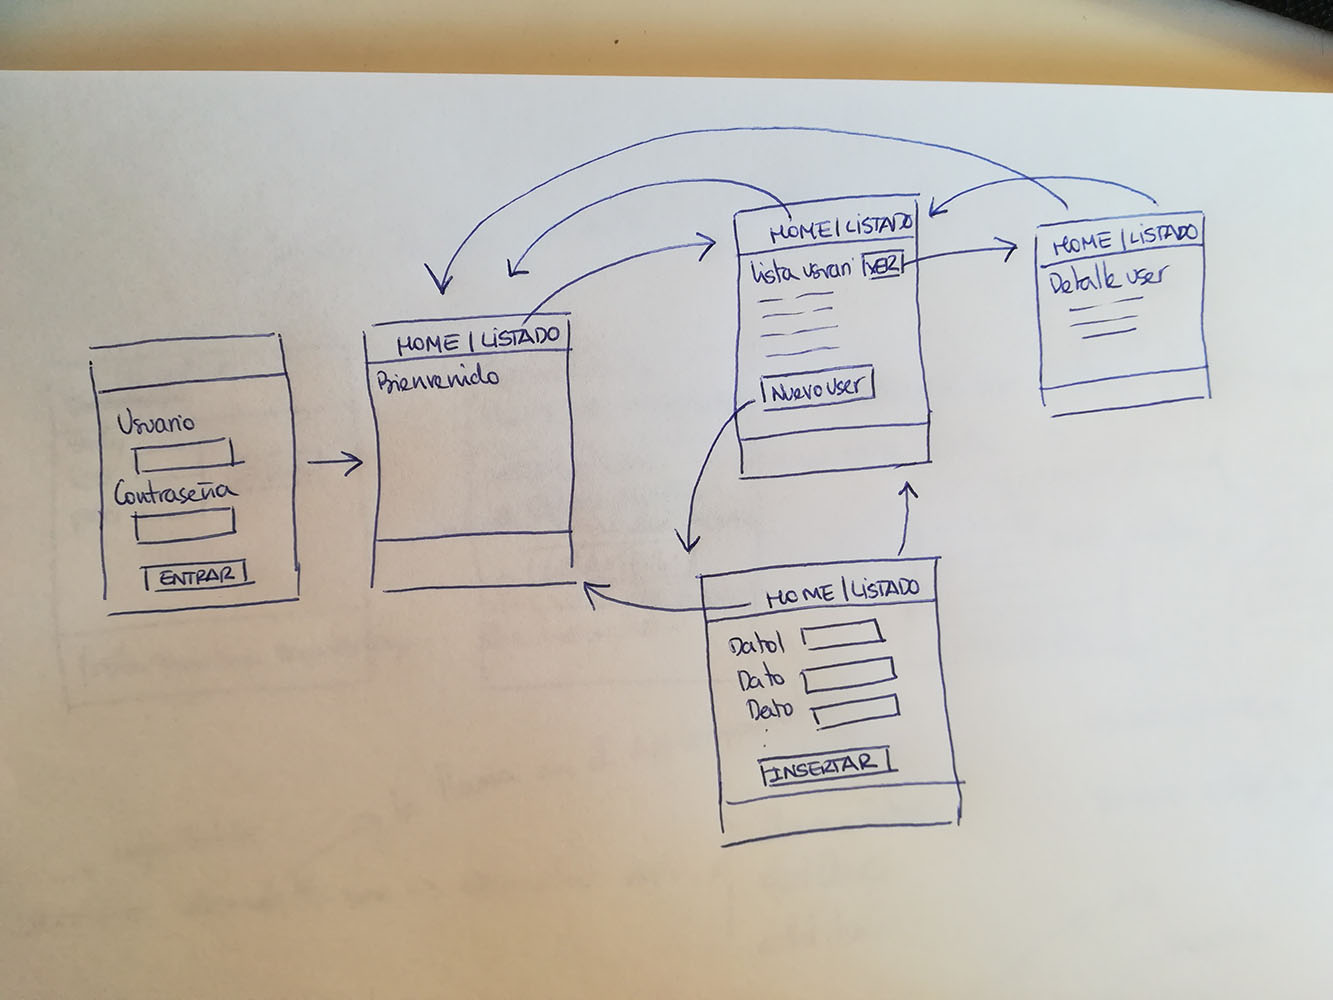 Usuario
Contraseña
ENTRAR
HOME | LISTADO
Bienvenido
HOME | LISTADO
Lista usuari VER
Nuevo user
HOME | LISTADO
Detalle user
HOME | LISTADO
Dato1
Dato
Dato
INSERTAR